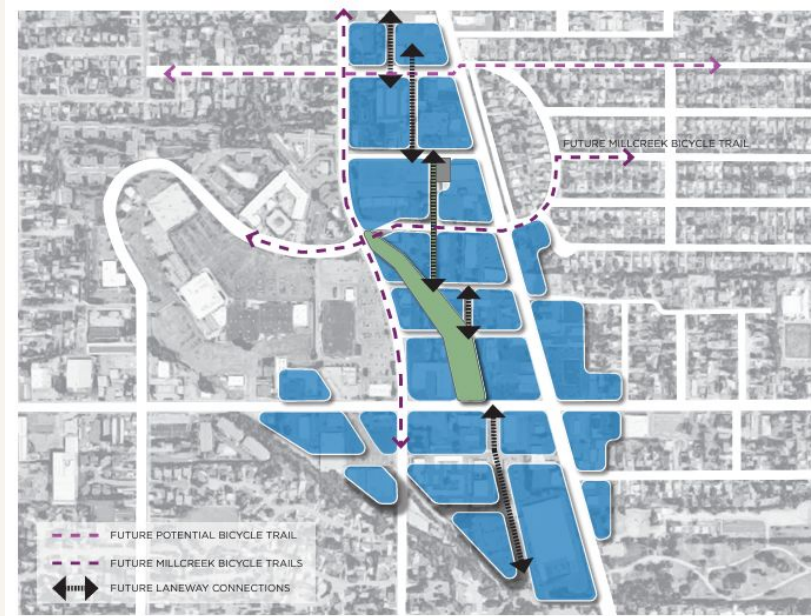 FUTURE MILLCREEK BICYCLE TRAIL
FUTURE POTENTIAL BICYCLE TRAIL
FUTURE MILLCREEK BICYCLE TRAILS
FUTURE LANEWAY CONNECTIONS